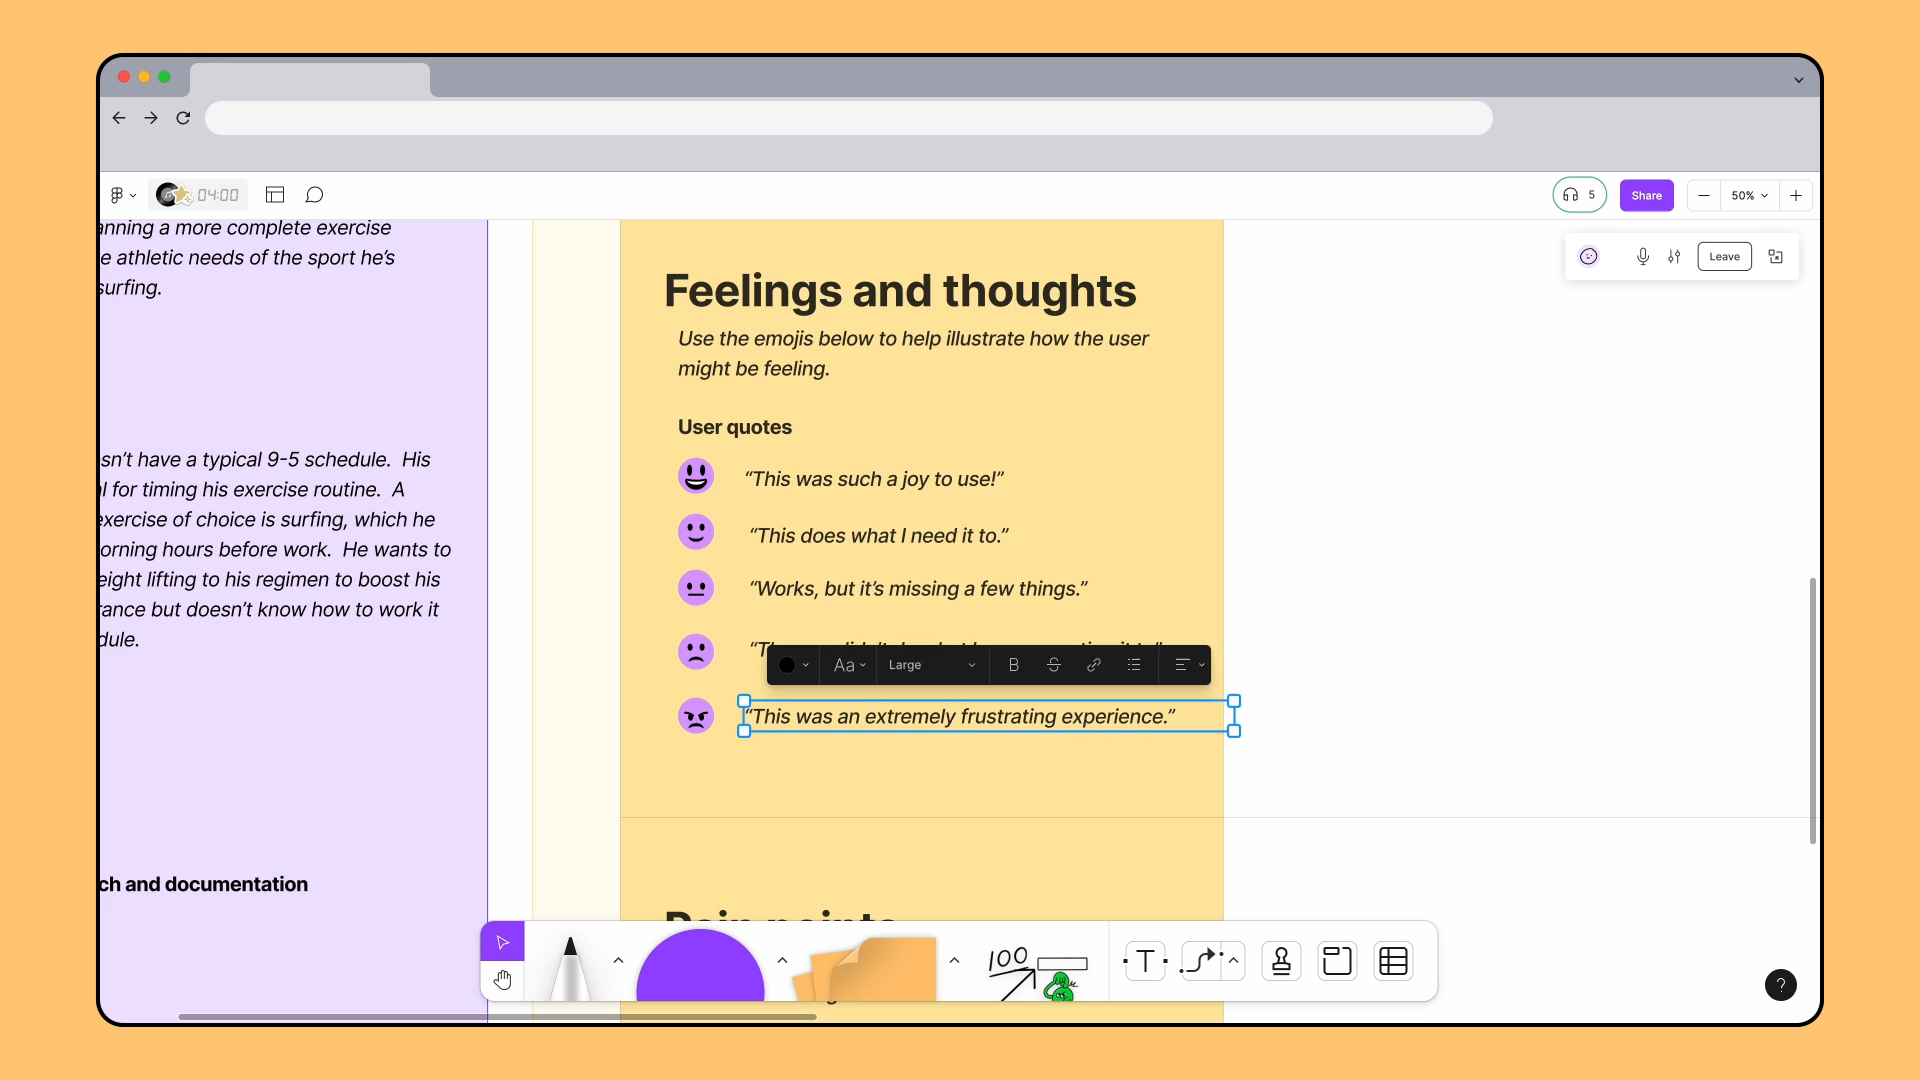 04:00
5
Share
50%
Leave
anning a more complete exercise
e athletic needs of the sport he's
surfing.
sn't have a typical 9-5 schedule. His
l for timing his exercise routine. A
exercise of choice is surfing, which he
orning hours before work. He wants to
eight lifting to his regimen to boost his
rance but doesn't know how to work it
dule.
ch and documentation
Feelings and thoughts
Use the emojis below to help illustrate how the user
might be feeling.
User quotes
“This was such a joy to use!”
“This does what I need it to.”
“Works, but it’s missing a few things.”
Aa
Large
B
S
“This was an extremely frustrating experience.”
Pain points
100
T
?